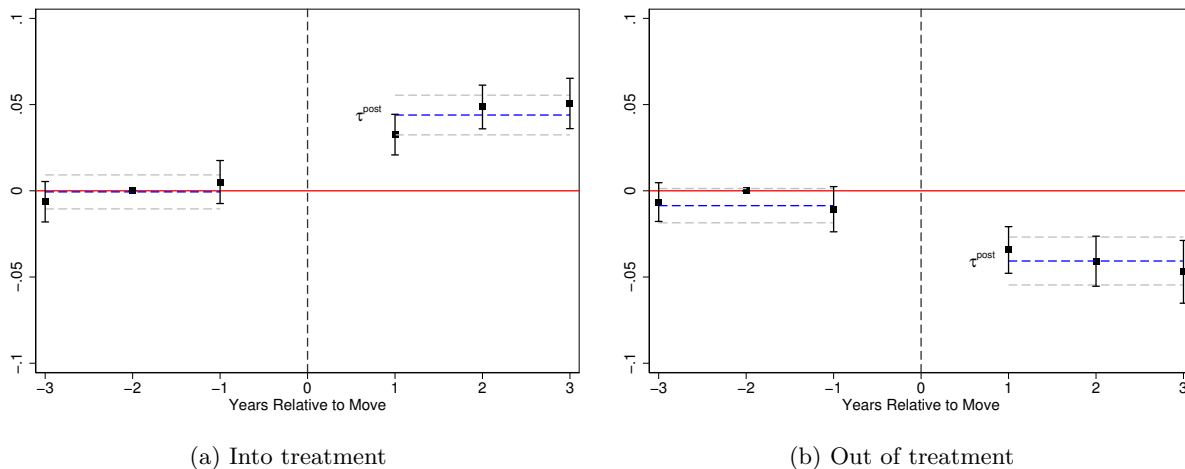 .1
.05
0
-.05
-.1
τpost
-3 -2 -1 0 1 2 3
Years Relative to Move
(a) Into treatment
.1
.05
0
-.05
-.1
τpost
-3 -2 -1 0 1 2 3
Years Relative to Move
(b) Out of treatment